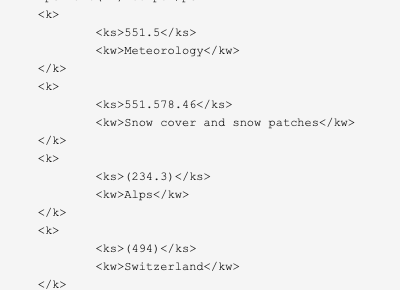 <k>
<ks>551.5</ks>
<kw>Meteorology</kw>
</k>
<k>
<ks>551.578.46</ks>
<kw>Snow cover and snow patches</kw>
</k>
<k>
<ks>(234.3)</ks>
<kw>Alps</kw>
</k>
<k>
<ks>(494)</ks>
<kw>Switzerland</kw>
</k>